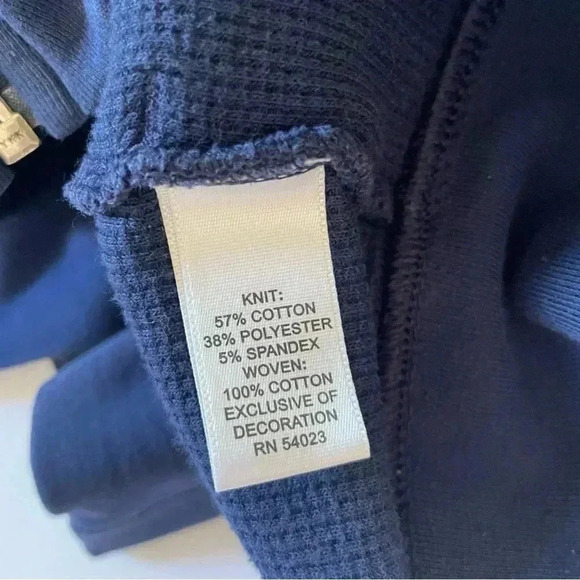 KNIT:
57% COTTON
38% POLYESTER
5% SPANDEX
WOVEN:
100% COTTON
EXCLUSIVE OF
DECORATION
RN 54023